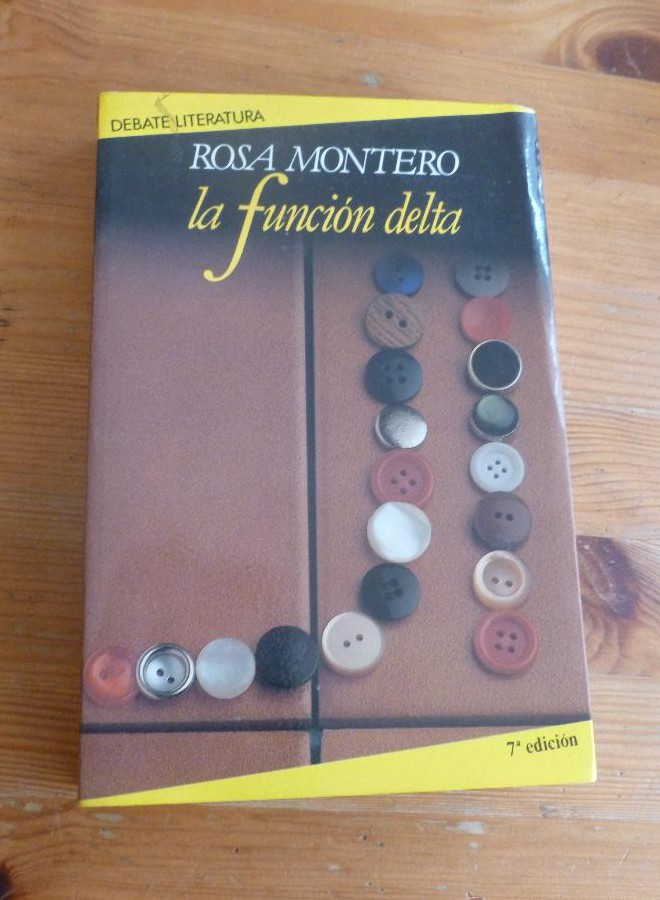 DEBATE LITERATURA
ROSA MONTERO
la función delta
7ª edición